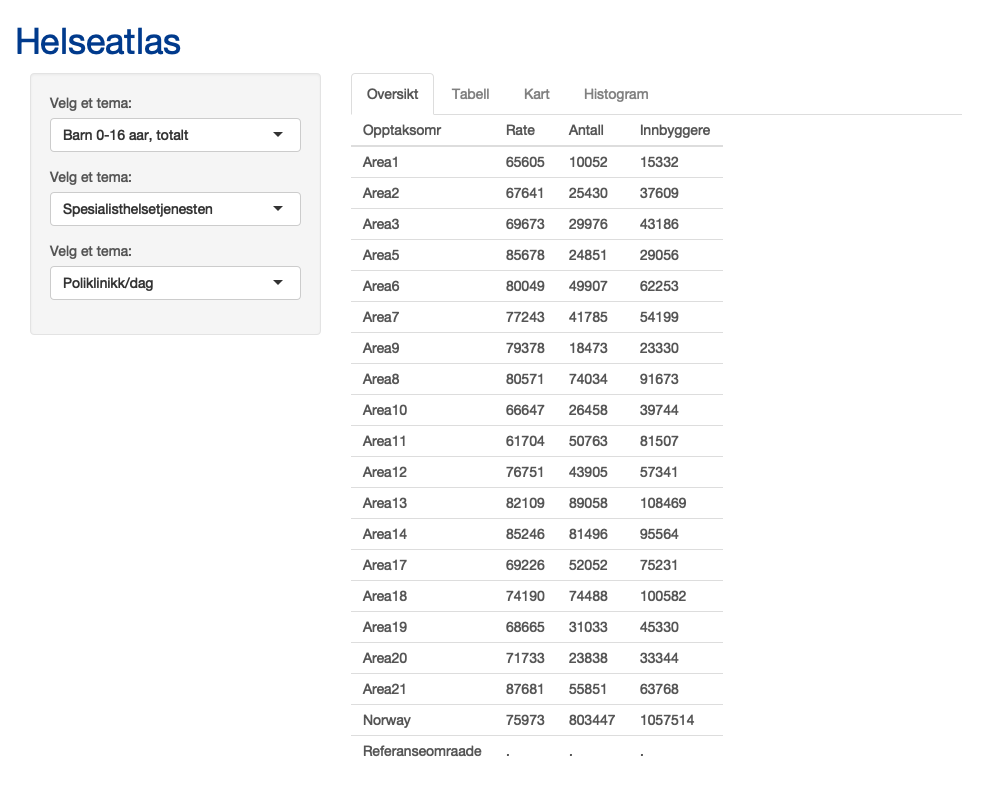 Helseatlas
Velg et tema:
Barn 0-16 aar, totalt
Velg et tema:
Spesialisthelsetjenesten
Velg et tema:
Poliklinikk/dag
Oversikt Tabell Kart Histogram
Opptaksomr Rate Antall Innbyggere
Area1 65605 10052 15332
Area2 67641 25430 37609
Area3 69673 29976 43186
Area5 85678 24851 29056
Area6 80049 49907 62253
Area7 77243 41785 54199
Area9 79378 18473 23330
Area8 80571 74034 91673
Area10 66647 26458 39744
Area11 61704 50763 81507
Area12 76751 43905 57341
Area13 82109 89058 108469
Area14 85246 81496 95564
Area17 69226 52052 75231
Area18 74190 74488 100582
Area19 68665 31033 45330
Area20 71733 23838 33344
Area21 87681 55851 63768
Norway 75973 803447 1057514
Referanseomraade . . .